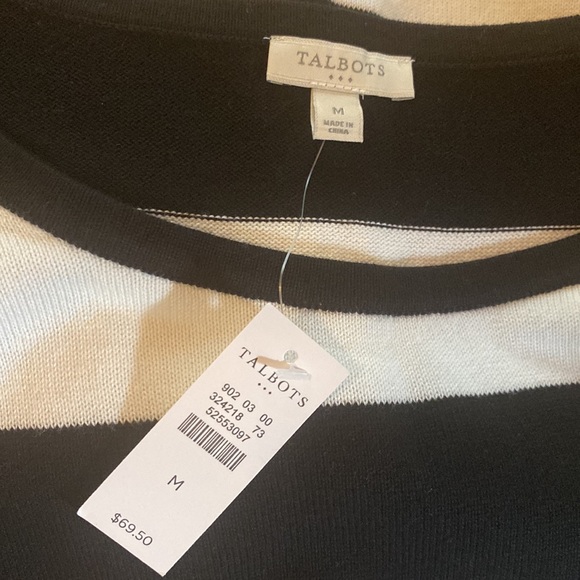 TALBOTS
M
MADE IN
CHINA
TALBOTS
902 03 00
324218 73
52553097
M
$69.50